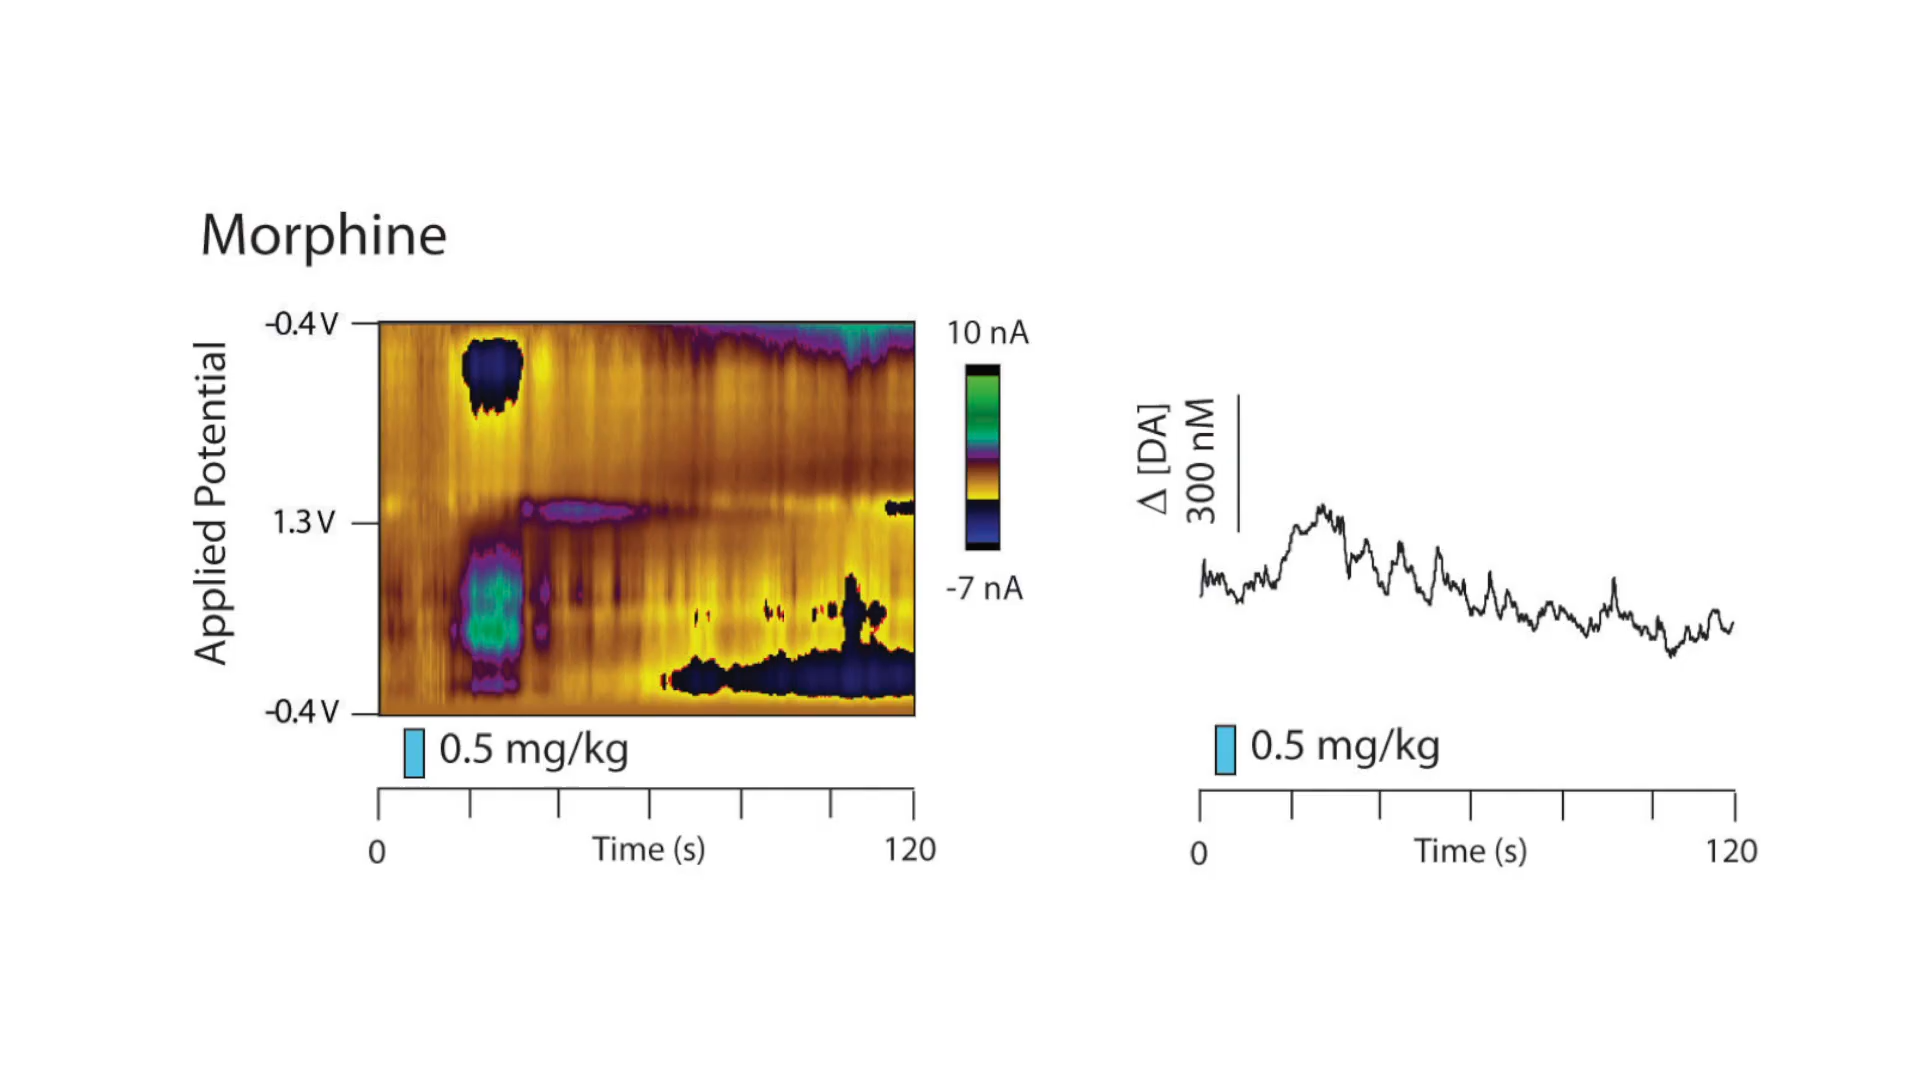 Morphine
Applied Potential
-0.4 V
1.3 V
-0.4 V
10 nA
-7 nA
0.5 mg/kg
0
Time (s)
120
Δ [DA]
300 nM
0.5 mg/kg
0
Time (s)
120